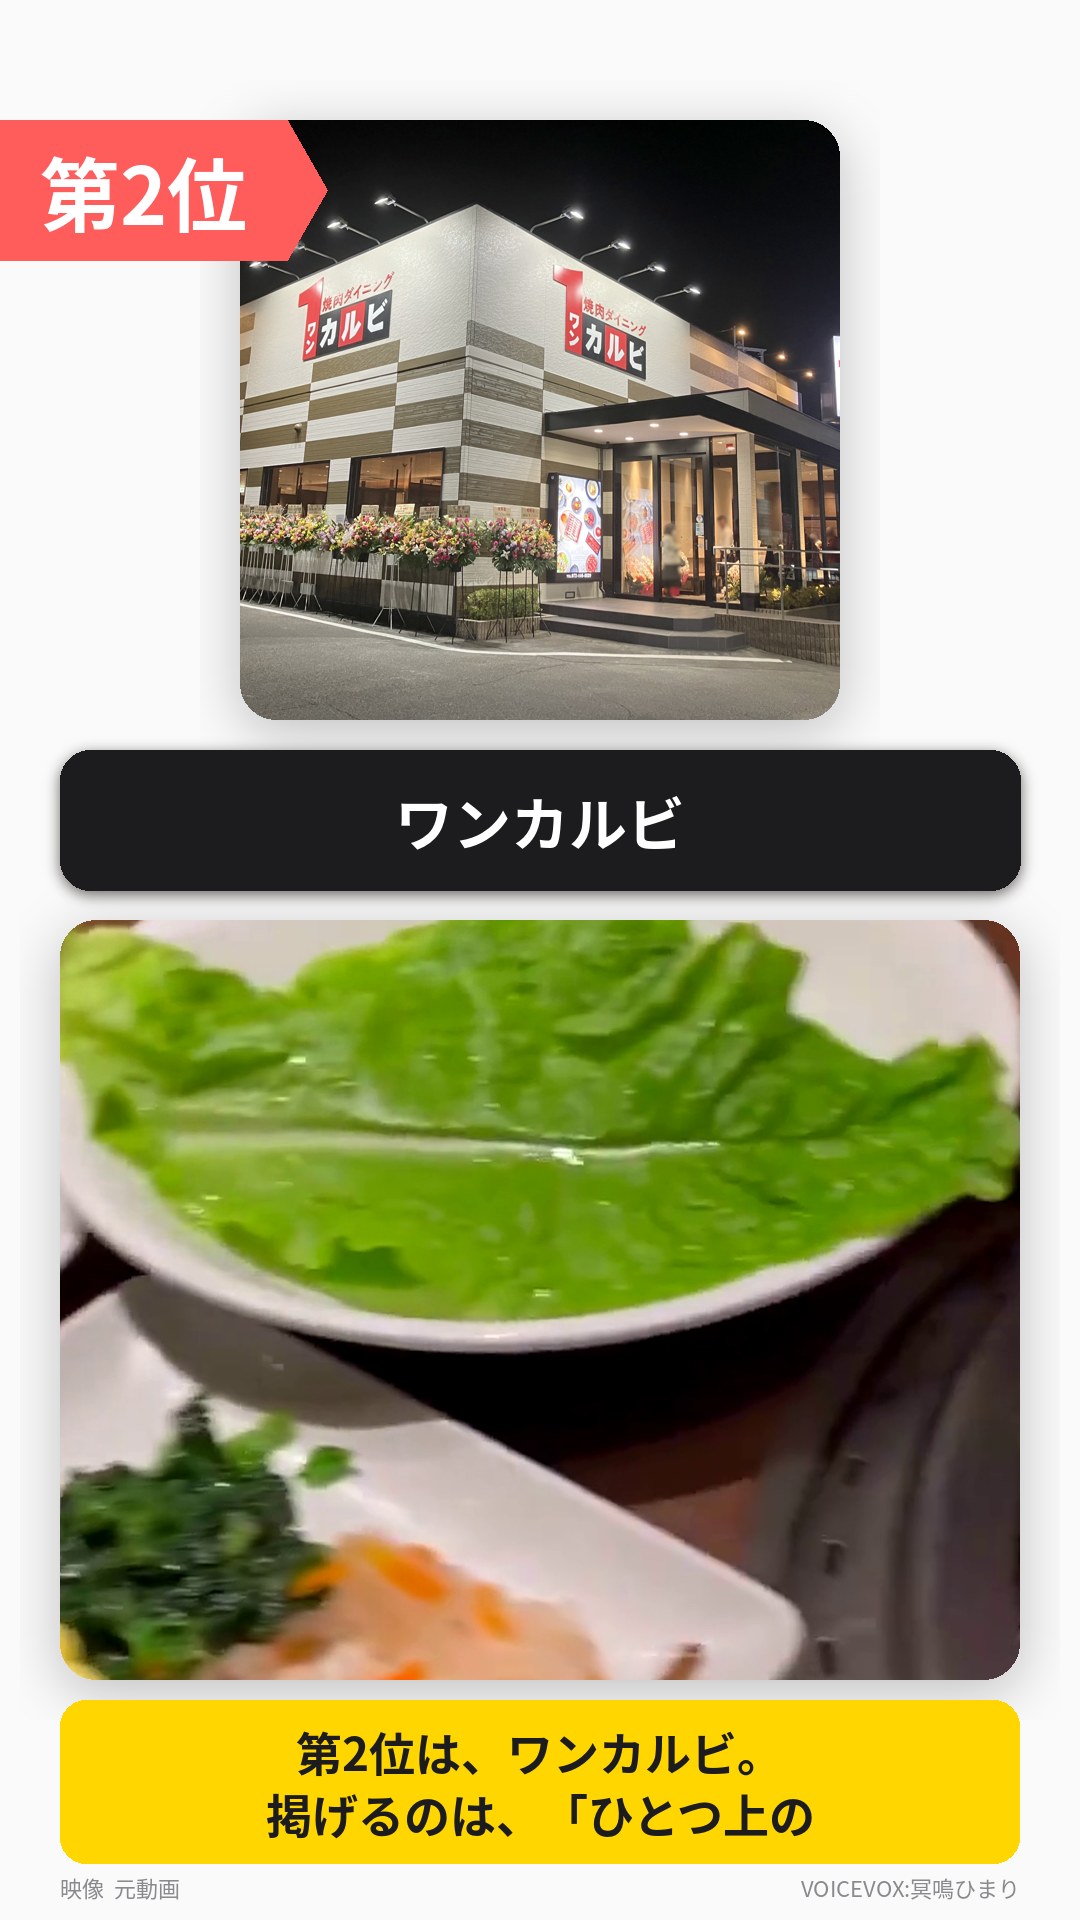 第2位
焼肉ダイニング
ワンカルビ
焼肉ダイニング
ワンカルビ
ワンカルビ
第2位は、ワンカルビ。
掲げるのは、「ひとつ上の
映像 元動画
VOICEVOX:冥鳴ひまり